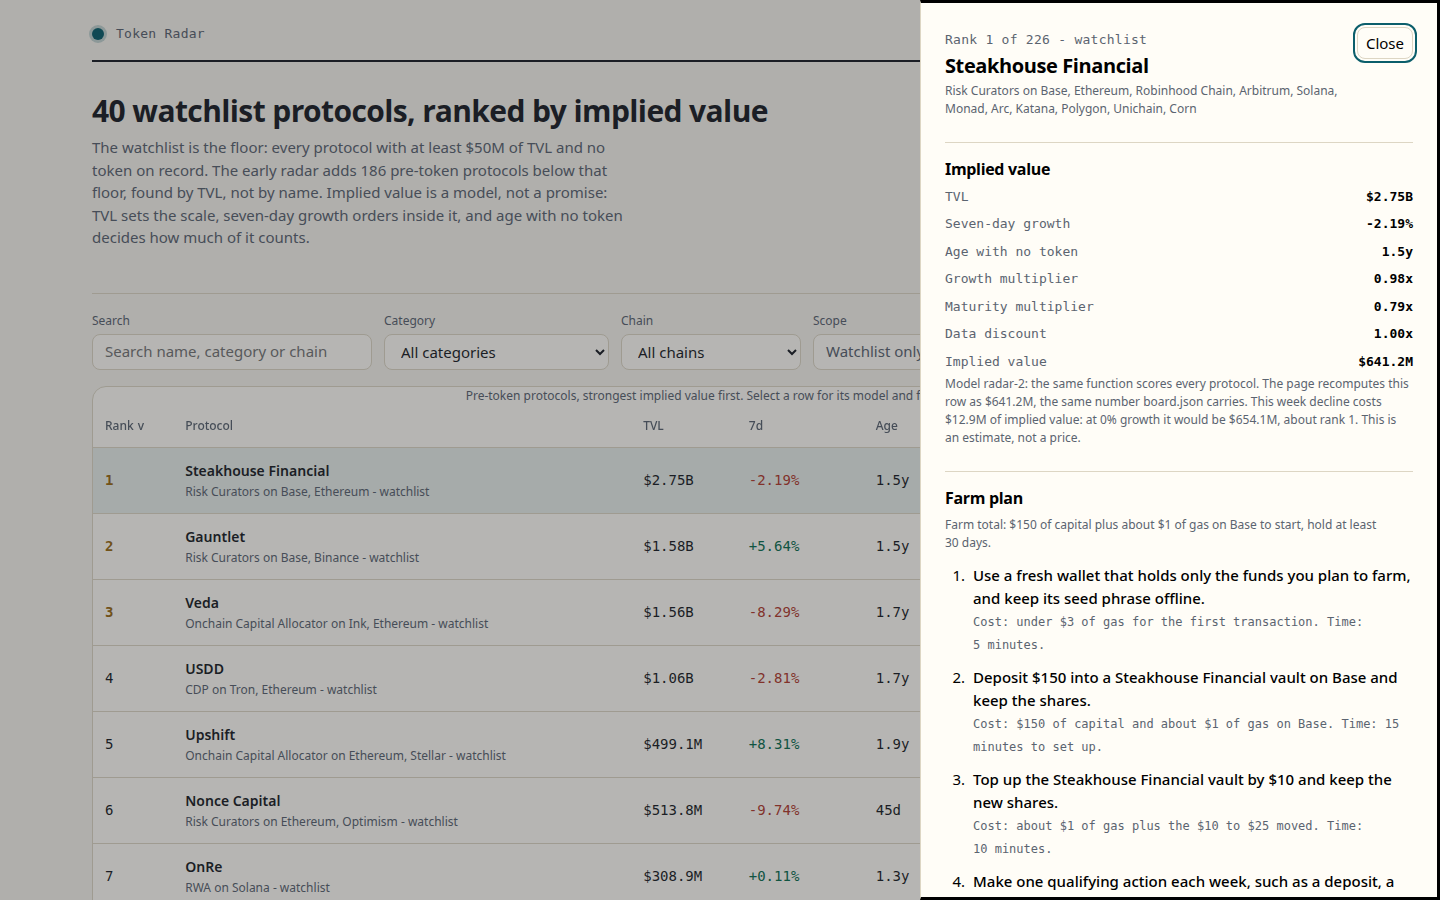 Token Radar
40 watchlist protocols, ranked by implied value
The watchlist is the floor: every protocol with at least $50M of TVL and no
token on record. The early radar adds 186 pre-token protocols below that
floor, found by TVL, not by name. Implied value is a model, not a promise:
TVL sets the scale, seven-day growth orders inside it, and age with no token
decides how much of it counts.
Search Category Chain Scope
Search name, category or chain All categories All chains Watchlist only
Pre-token protocols, strongest implied value first. Select a row for its model and f
Rank v Protocol TVL 7d Age
1 Steakhouse Financial $2.75B -2.19% 1.5y
Risk Curators on Base, Ethereum - watchlist
2 Gauntlet $1.58B +5.64% 1.5y
Risk Curators on Base, Binance - watchlist
3 Veda $1.56B -8.29% 1.7y
Onchain Capital Allocator on Ink, Ethereum - watchlist
4 USDD $1.06B -2.81% 1.7y
CDP on Tron, Ethereum - watchlist
5 Upshift $499.1M +8.31% 1.9y
Onchain Capital Allocator on Ethereum, Stellar - watchlist
6 Nonce Capital $513.8M -9.74% 45d
Risk Curators on Ethereum, Optimism - watchlist
7 OnRe $308.9M +0.11% 1.3y
RWA on Solana - watchlist
Rank 1 of 226 - watchlist
Close
Steakhouse Financial
Risk Curators on Base, Ethereum, Robinhood Chain, Arbitrum, Solana,
Monad, Arc, Katana, Polygon, Unichain, Corn
Implied value
TVL $2.75B
Seven-day growth -2.19%
Age with no token 1.5y
Growth multiplier 0.98x
Maturity multiplier 0.79x
Data discount 1.00x
Implied value $641.2M
Model radar-2: the same function scores every protocol. The page recomputes this
row as $641.2M, the same number board.json carries. This week decline costs
$12.9M of implied value: at 0% growth it would be $654.1M, about rank 1. This is
an estimate, not a price.
Farm plan
Farm total: $150 of capital plus about $1 of gas on Base to start, hold at least
30 days.
1. Use a fresh wallet that holds only the funds you plan to farm,
and keep its seed phrase offline.
Cost: under $3 of gas for the first transaction. Time:
5 minutes.
2. Deposit $150 into a Steakhouse Financial vault on Base and
keep the shares.
Cost: $150 of capital and about $1 of gas on Base. Time: 15
minutes to set up.
3. Top up the Steakhouse Financial vault by $10 and keep the
new shares.
Cost: about $1 of gas plus the $10 to $25 moved. Time:
10 minutes.
4. Make one qualifying action each week, such as a deposit, a